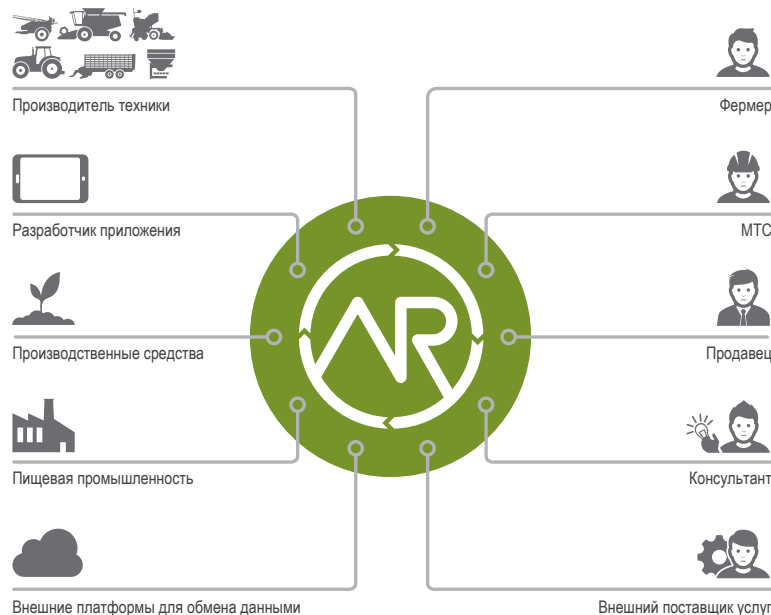 Производитель техники
Фермер
Разработчик приложения
МТС
Производственные средства
Продавец
Пищевая промышленность
Консультант
Внешние платформы для обмена данными
Внешний поставщик услуг
AR